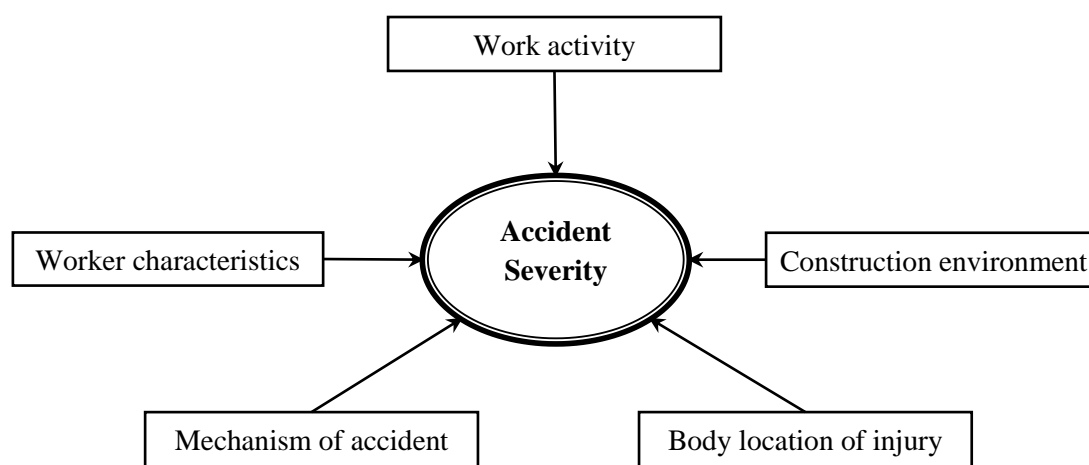 Work activity
Accident
Severity
Worker characteristics
Construction environment
Mechanism of accident
Body location of injury